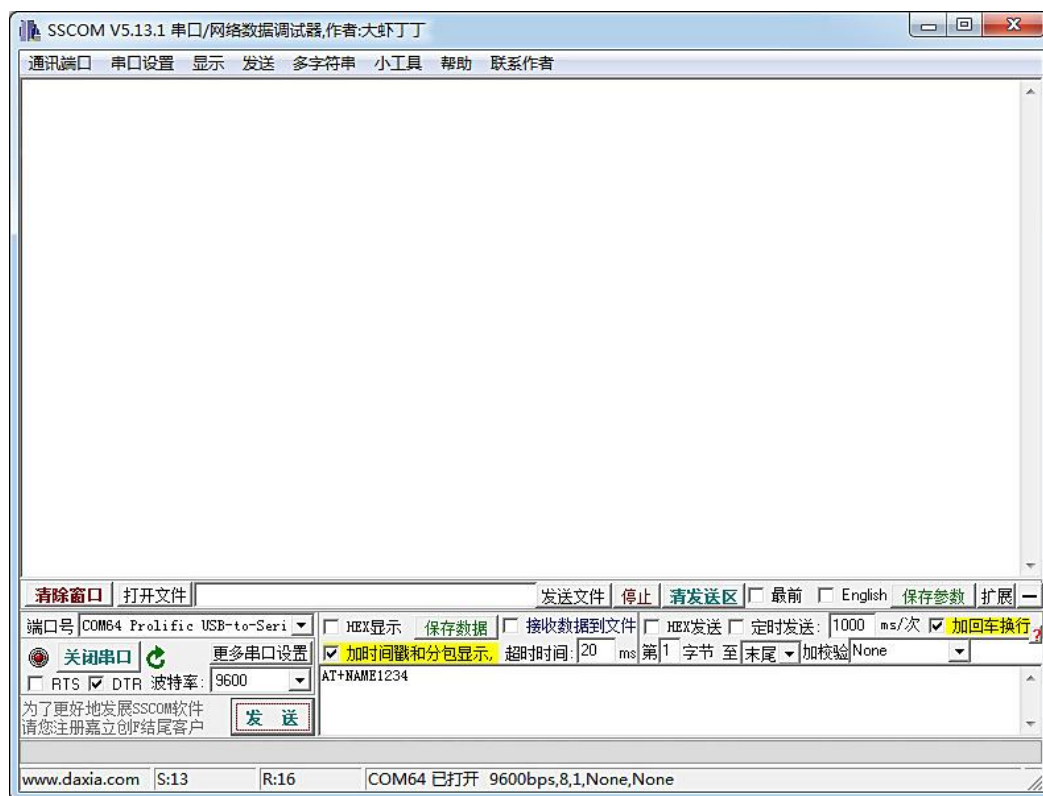 SSCOM V5.13.1 串口/网络数据调试器,作者:大虾丁丁
通讯端口 串口设置 显示 发送 多字符串 小工具 帮助 联系作者
清除窗口 打开文件 发送文件 停止 清发送区 最前 English 保存参数 扩展 —
端口号 COM64 Prolific USB-to-Seri HEX显示 保存数据 接收数据到文件 HEX发送 定时发送: 1000 ms/次 加回车换行 ?
关闭串口 更多串口设置 加时间戳和分包显示, 超时时间: 20 ms 第 1 字节 至 末尾 加校验 None
RTS DTR 波特率: 9600 AT+NAME1234
为了更好地发展SSCOM软件
请您注册嘉立创F结尾客户 发 送
www.daxia.com S:13 R:16 COM64 已打开 9600bps,8,1,None,None